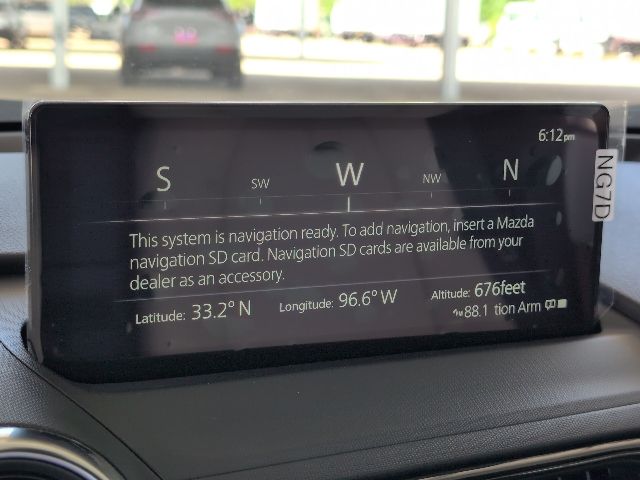 6:12pm
S SW W NW N
This system is navigation ready. To add navigation, insert a Mazda
navigation SD card. Navigation SD cards are available from your
dealer as an accessory.
Latitude: 33.2° N Longitude: 96.6° W Altitude: 676feet
88.1 tion Arm
NG7D